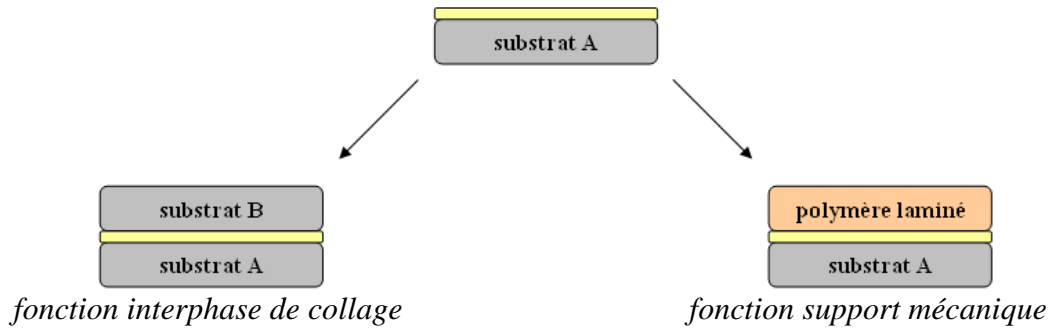 substrat A
substrat B
substrat A
fonction interphase de collage
polymère laminé
substrat A
fonction support mécanique